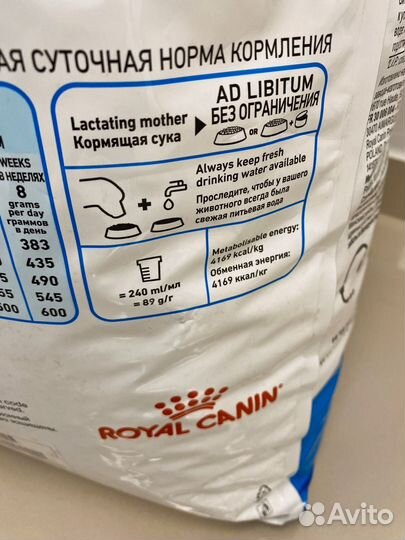 АЯ СУТОЧНАЯ НОРМА КОРМЛЕНИЯ
Lactating mother
Кормящая сука
AD LIBITUM
БЕЗ ОГРАНИЧЕНИЯ
OR
WEEKS
В НЕДЕЛЯХ
8
grams
per day
граммов
в день
383
435
490
545
600
Always keep fresh
drinking water available
Проследите, чтобы у вашего
животного всегда была
свежая питьевая вода
= 240 ml/мл
= 89 g/г
Metabolisable energy:
4169 kcal/kg
Обменная энергия:
4169 ккал/кг
code
ROYAL CANIN
Avito